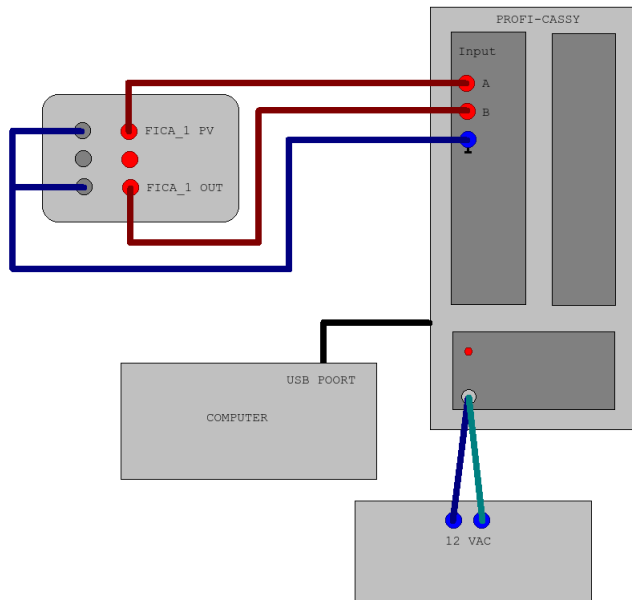 PROFI-CASSY
Input
A
B
FICA_1 PV
FICA_1 OUT
USB POORT
COMPUTER
12 VAC